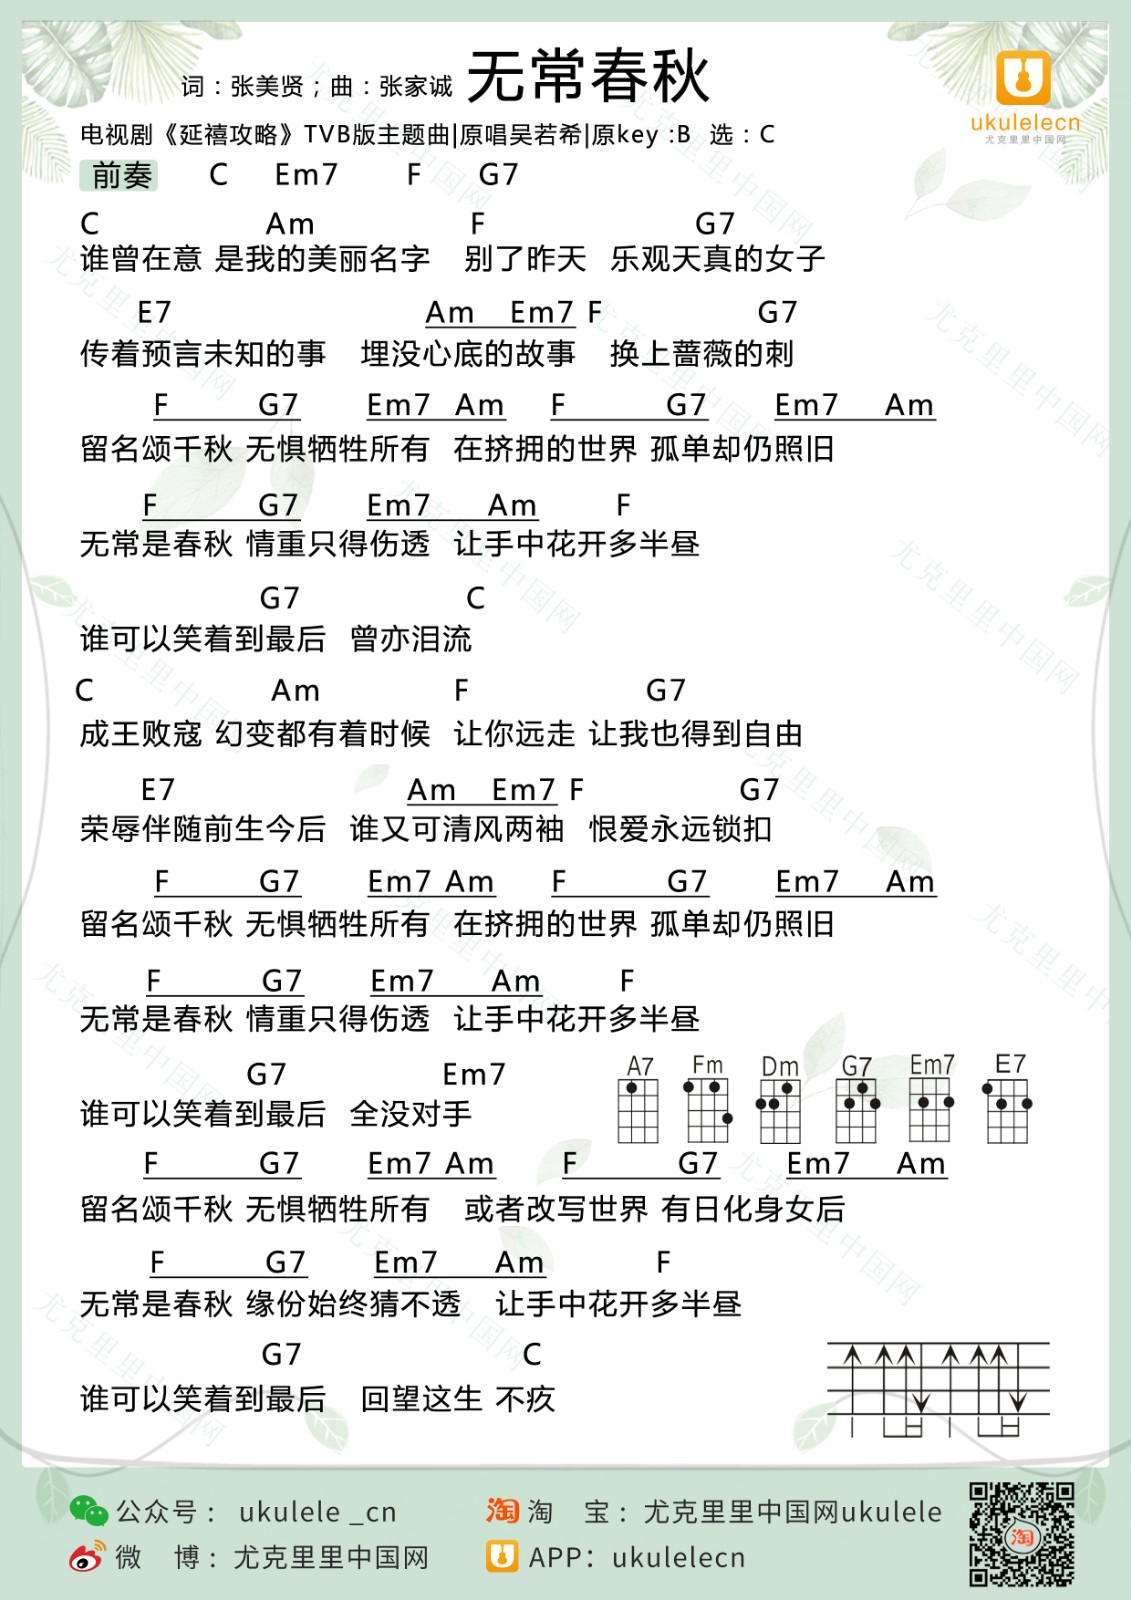 词：张美贤；曲：张家诚 无常春秋
ukulelecn
尤克里里中国网
电视剧《延禧攻略》TVB版主题曲|原唱吴若希|原key :B 选：C
前奏 C Em7 F G7
C Am F G7
谁曾在意 是我的美丽名字 别了昨天 乐观天真的女子
E7 Am Em7 F G7
传着预言未知的事 埋没心底的故事 换上蔷薇的刺
F G7 Em7 Am F G7 Em7 Am
留名颂千秋 无惧牺牲所有 在挤拥的世界 孤单却仍照旧
F G7 Em7 Am F
无常是春秋 情重只得伤透 让手中花开多半昼
G7 C
谁可以笑着到最后 曾亦泪流
C Am F G7
成王败寇 幻变都有着时候 让你远走 让我也得到自由
E7 Am Em7 F G7
荣辱伴随前生今后 谁又可清风两袖 恨爱永远锁扣
F G7 Em7 Am F G7 Em7 Am
留名颂千秋 无惧牺牲所有 在挤拥的世界 孤单却仍照旧
F G7 Em7 Am F
无常是春秋 情重只得伤透 让手中花开多半昼
G7 Em7
谁可以笑着到最后 全没对手
A7 Fm Dm G7 Em7 E7
F G7 Em7 Am F G7 Em7 Am
留名颂千秋 无惧牺牲所有 或者改写世界 有日化身女后
F G7 Em7 Am F
无常是春秋 缘份始终猜不透 让手中花开多半昼
G7 C
谁可以笑着到最后 回望这生 不疚
公众号： ukulele _cn
淘 宝：尤克里里中国网ukulele
微 博：尤克里里中国网
APP：ukulelecn
淘